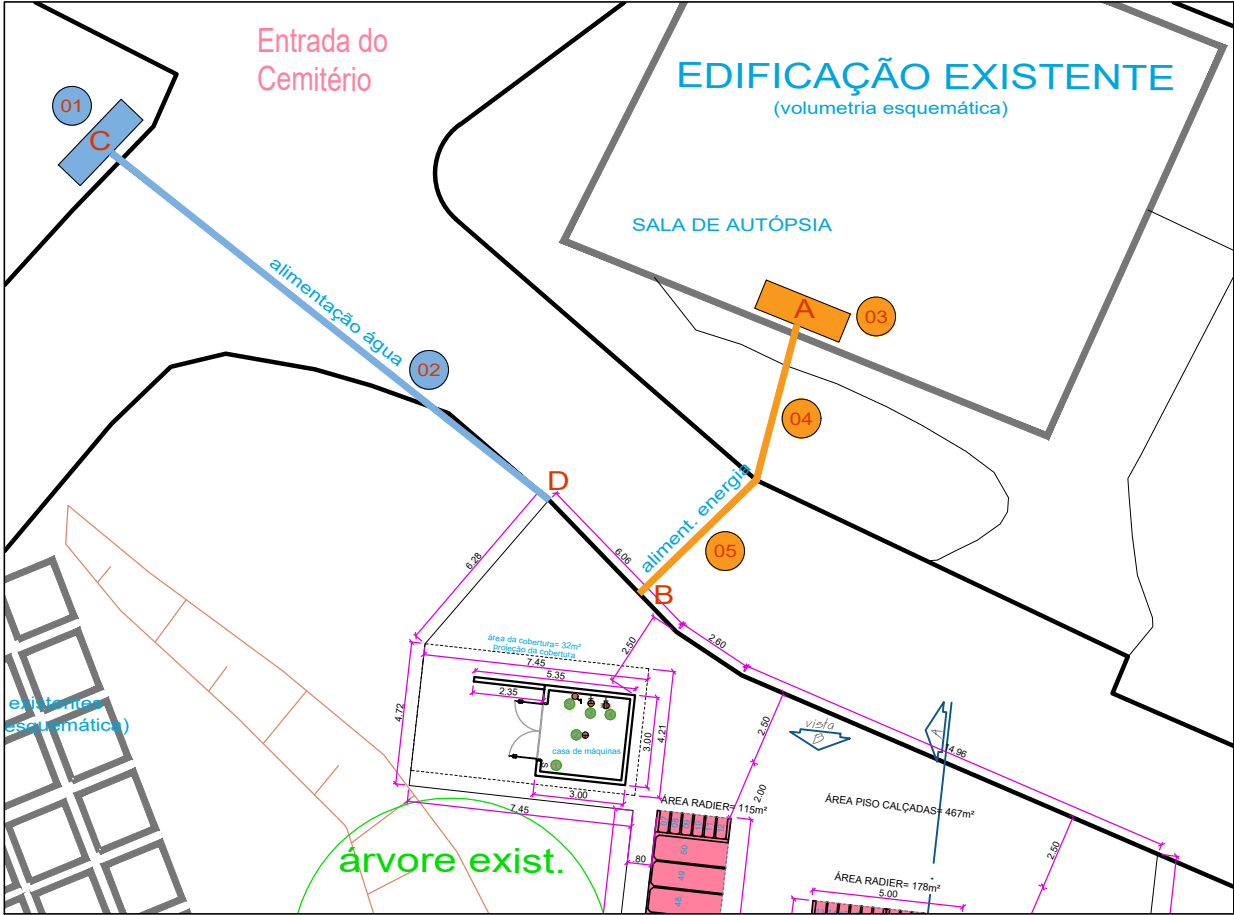 Entrada do
Cemitério
EDIFICAÇÃO EXISTENTE
(volumetria esquemática)
01
C
SALA DE AUTÓPSIA
alimentação água
A
03
02
04
D
aliment. energia
05
6.28
6.06
B
2.50
2.60
área da cobertura= 32m²
projeção da cobertura
7.45
5.35
2.35
4.72
existentes
esquemática)
casa de máquinas
3.00
4.21
3.00
7.45
2.50
vista
B
A
14.96
2.00
ÁREA RADIER= 115m²
ÁREA PISO CALÇADAS= 467m²
árvore exist.
.80
50
49
48
2.50
ÁREA RADIER= 178m²
5.00